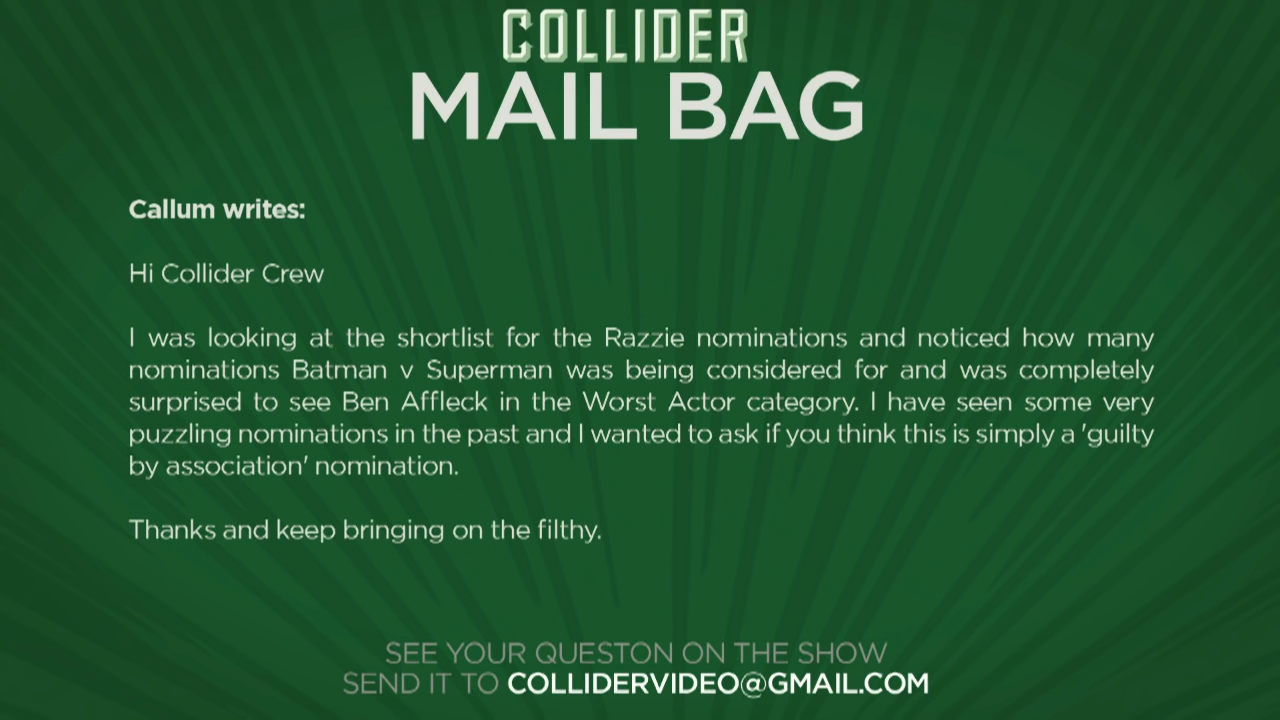 COLLIDER
MAIL BAG
Callum writes:
Hi Collider Crew
I was looking at the shortlist for the Razzie nominations and noticed how many
nominations Batman v Superman was being considered for and was completely
surprised to see Ben Affleck in the Worst Actor category. I have seen some very
puzzling nominations in the past and I wanted to ask if you think this is simply a 'guilty
by association' nomination.
Thanks and keep bringing on the filthy.
SEE YOUR QUESTON ON THE SHOW
SEND IT TO COLLIDERVIDEO@GMAIL.COM